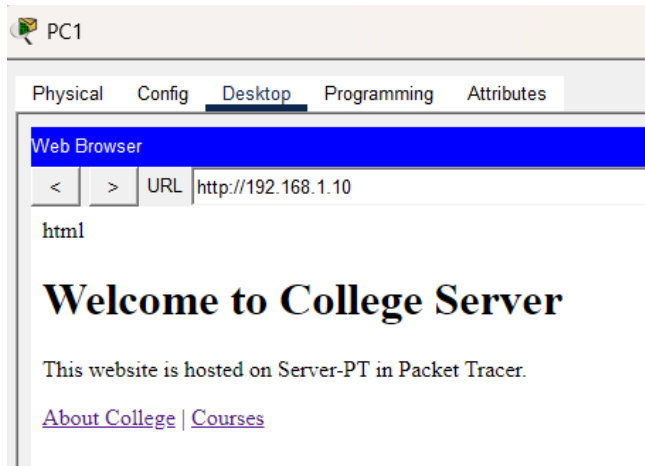 PC1
Physical Config Desktop Programming Attributes
Web Browser
< > URL http://192.168.1.10
html
Welcome to College Server
This website is hosted on Server-PT in Packet Tracer.
About College | Courses